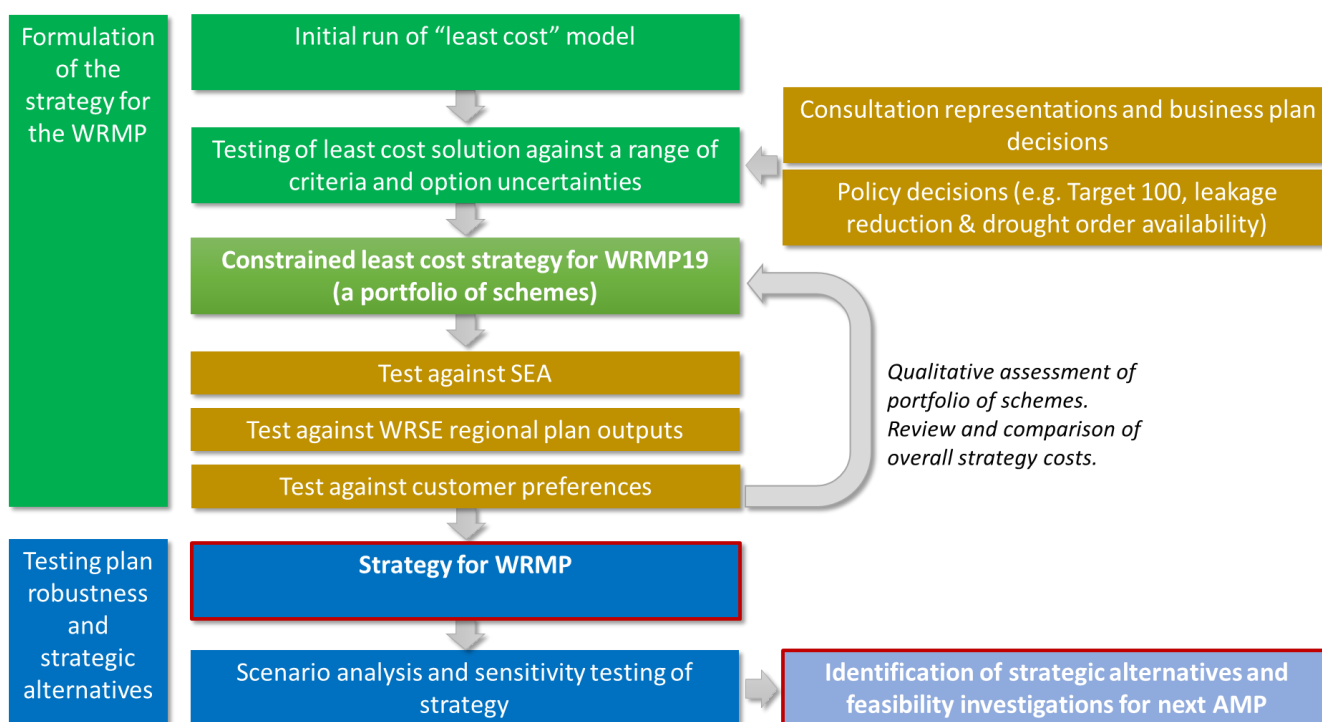 Formulation
of the
strategy for
the WRMP
Initial run of “least cost” model
Testing of least cost solution against a range of
criteria and option uncertainties
Consultation representations and business plan
decisions
Policy decisions (e.g. Target 100, leakage
reduction & drought order availability)
Constrained least cost strategy for WRMP19
(a portfolio of schemes)
Test against SEA
Test against WRSE regional plan outputs
Test against customer preferences
Qualitative assessment of
portfolio of schemes.
Review and comparison of
overall strategy costs.
Testing plan
robustness
and
strategic
alternatives
Strategy for WRMP
Scenario analysis and sensitivity testing of
strategy
Identification of strategic alternatives and
feasibility investigations for next AMP